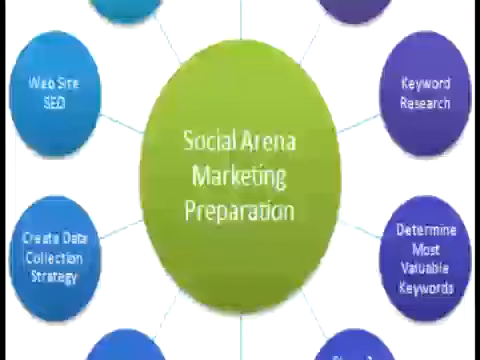 Web Site
SEO
Keyword
Research
Social Arena
Marketing
Preparation
Create Data
Collection
Strategy
Determine
Most
Valuable
Keywords